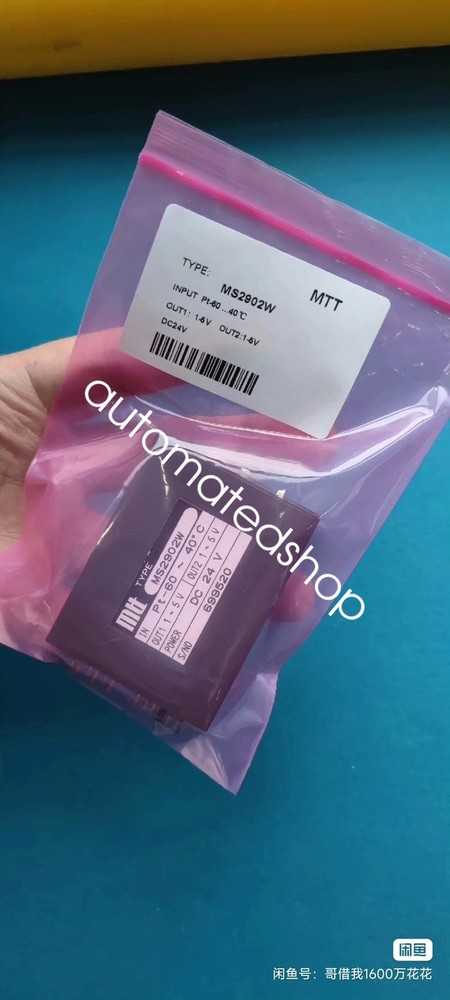 TYPE: MS2902W MTT
INPUT Pt-60 ...40℃
OUT1: 1-5V OUT2:1-5V
DC24V
automatedshop
mtt TYPE MS2902W
IN Pt-60 ~ 40°C
OUT1 1~5V OUT2 1~5V
POWER DC 24 V
S/NO 699520
闲鱼
闲鱼号：哥借我1600万花花